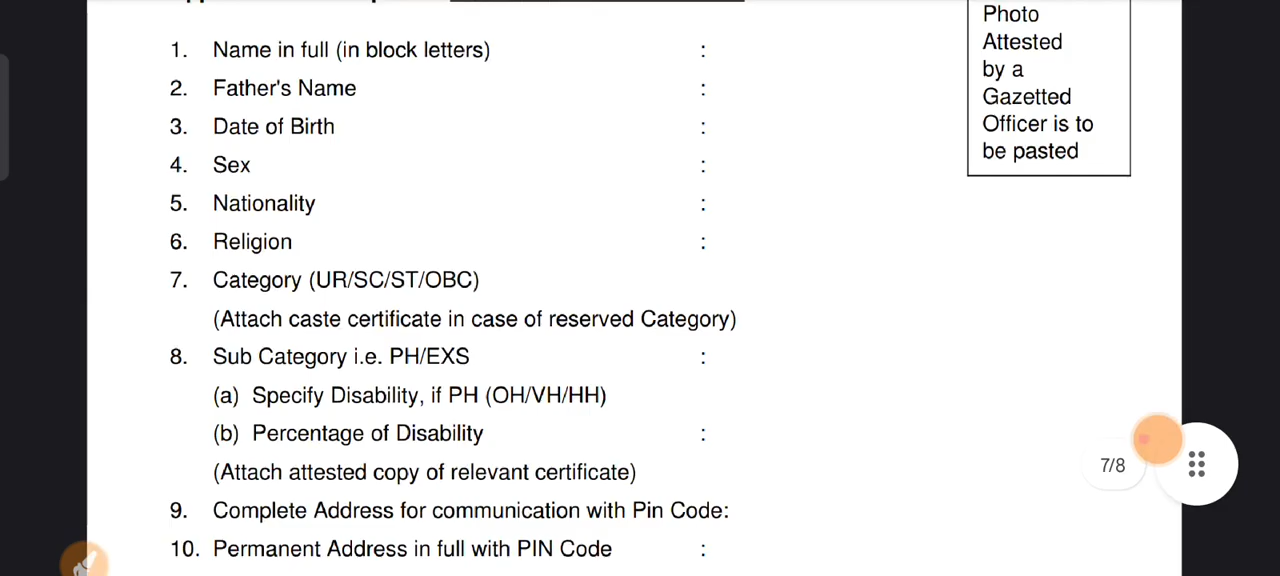 1. Name in full (in block letters) :
2. Father's Name :
3. Date of Birth :
4. Sex :
5. Nationality :
6. Religion :
7. Category (UR/SC/ST/OBC)
(Attach caste certificate in case of reserved Category)
8. Sub Category i.e. PH/EXS :
(a) Specify Disability, if PH (OH/VH/HH)
(b) Percentage of Disability :
(Attach attested copy of relevant certificate)
9. Complete Address for communication with Pin Code:
10. Permanent Address in full with PIN Code :
Photo
Attested
by a
Gazetted
Officer is to
be pasted
7/8